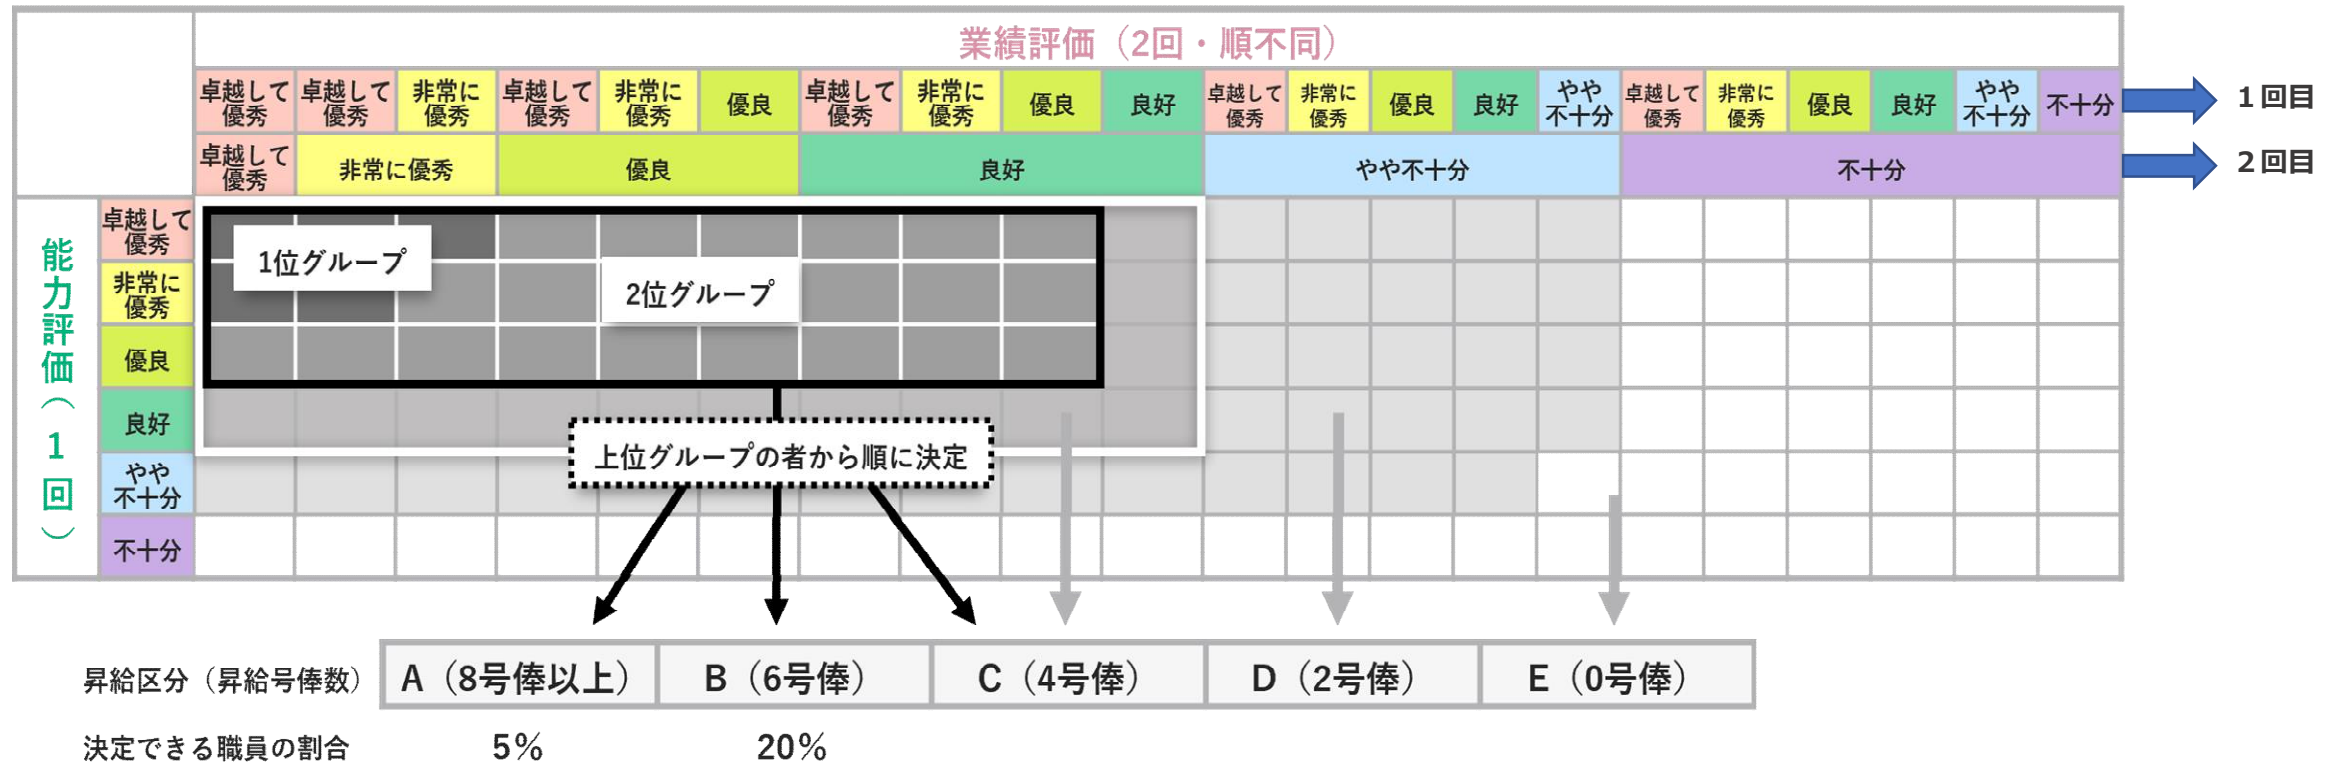 業績評価（2回・順不同）
卓越して優秀 卓越して優秀 非常に優秀 卓越して優秀 非常に優秀 優良 卓越して優秀 非常に優秀 優良 良好 卓越して優秀 非常に優秀 優良 良好 やや不十分 卓越して優秀 非常に優秀 優良 良好 やや不十分 不十分 1回目
卓越して優秀 非常に優秀 優良 良好 やや不十分 不十分 2回目
能力評価（1回）
卓越して優秀
非常に優秀
優良
良好
やや不十分
不十分
1位グループ
2位グループ
上位グループの者から順に決定
昇給区分（昇給号俸数） A（8号俸以上） B（6号俸） C（4号俸） D（2号俸） E（0号俸）
決定できる職員の割合 5% 20%